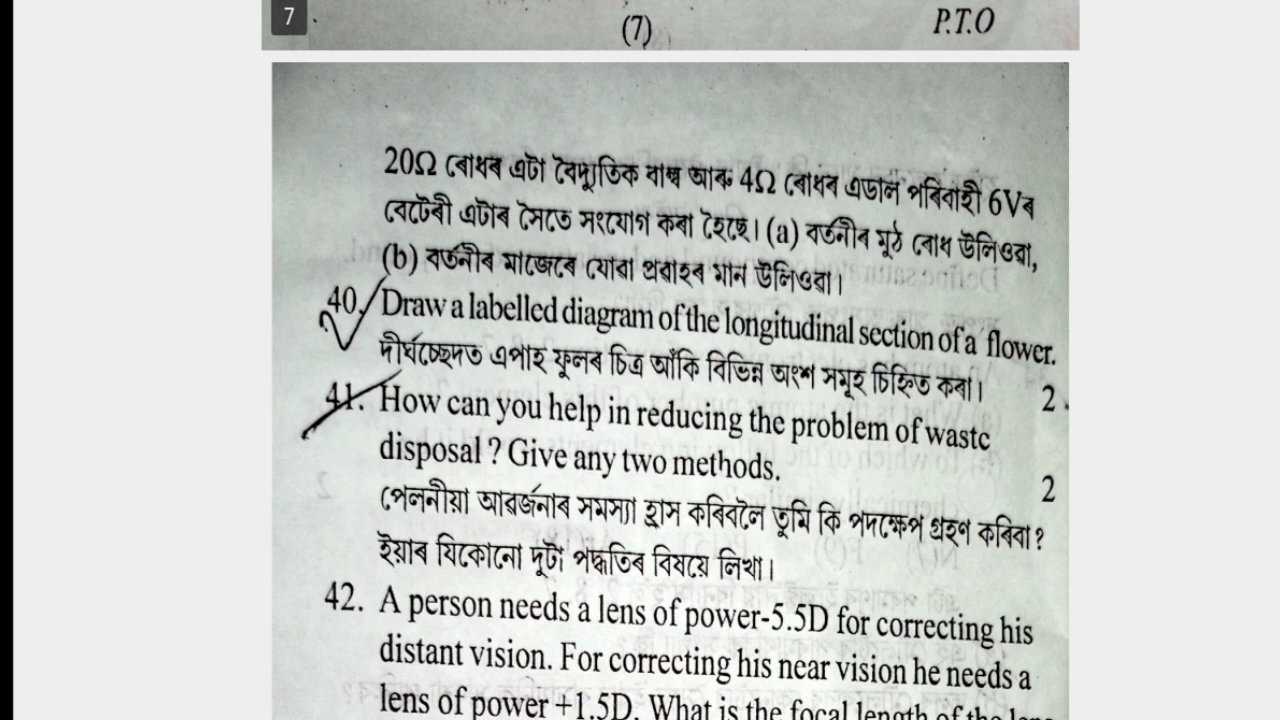 7
(7)
P.T.O
20Ω ৰোধৰ এটা বৈদ্যুতিক বাল্ব আৰু 4Ω ৰোধৰ এডাল পৰিবাহী 6Vৰ
বেটেৰী এটাৰ সৈতে সংযোগ কৰা হৈছে। (a) বৰ্তনীৰ মুঠ ৰোধ উলিওৱা,
(b) বৰ্তনীৰ মাজেৰে যোৱা প্ৰৱাহৰ মান উলিওৱা।
40. Draw a labelled diagram of the longitudinal section of a flower.
দীৰ্ঘচ্ছেদত এপাহ ফুলৰ চিত্ৰ আঁকি বিভিন্ন অংশ সমূহ চিহ্নিত কৰা। 2
41. How can you help in reducing the problem of waste
disposal ? Give any two methods. 2
পেলনীয়া আৱৰ্জনাৰ সমস্যা হ্ৰাস কৰিবলৈ তুমি কি পদক্ষেপ গ্ৰহণ কৰিবা ?
ইয়াৰ যিকোনো দুটা পদ্ধতিৰ বিষয়ে লিখা।
42. A person needs a lens of power-5.5D for correcting his
distant vision. For correcting his near vision he needs a
lens of power +1.5D. What is the focal length of the lens